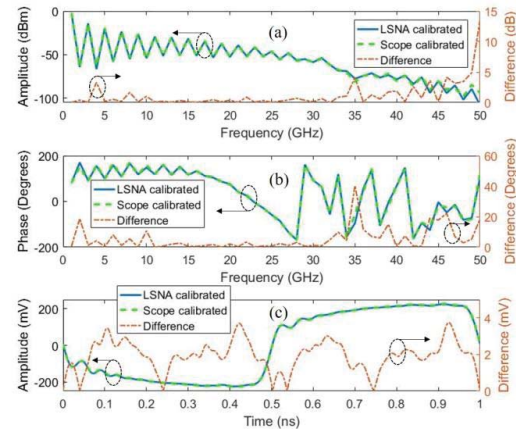 (a)
LSNA calibrated
Scope calibrated
Difference
Amplitude (dBm)
0
-50
-100
Difference (dB)
15
10
5
0
0 5 10 15 20 25 30 35 40 45 50
Frequency (GHz)
(b)
LSNA calibrated
Scope calibrated
Difference
Phase (Degrees)
200
0
-200
Difference (Degrees)
60
40
20
0
0 5 10 15 20 25 30 35 40 45 50
Frequency (GHz)
(c)
LSNA calibrated
Scope calibrated
Difference
Amplitude (mV)
200
0
-200
Difference (mV)
4
2
0
0 0.1 0.2 0.3 0.4 0.5 0.6 0.7 0.8 0.9 1
Time (ns)